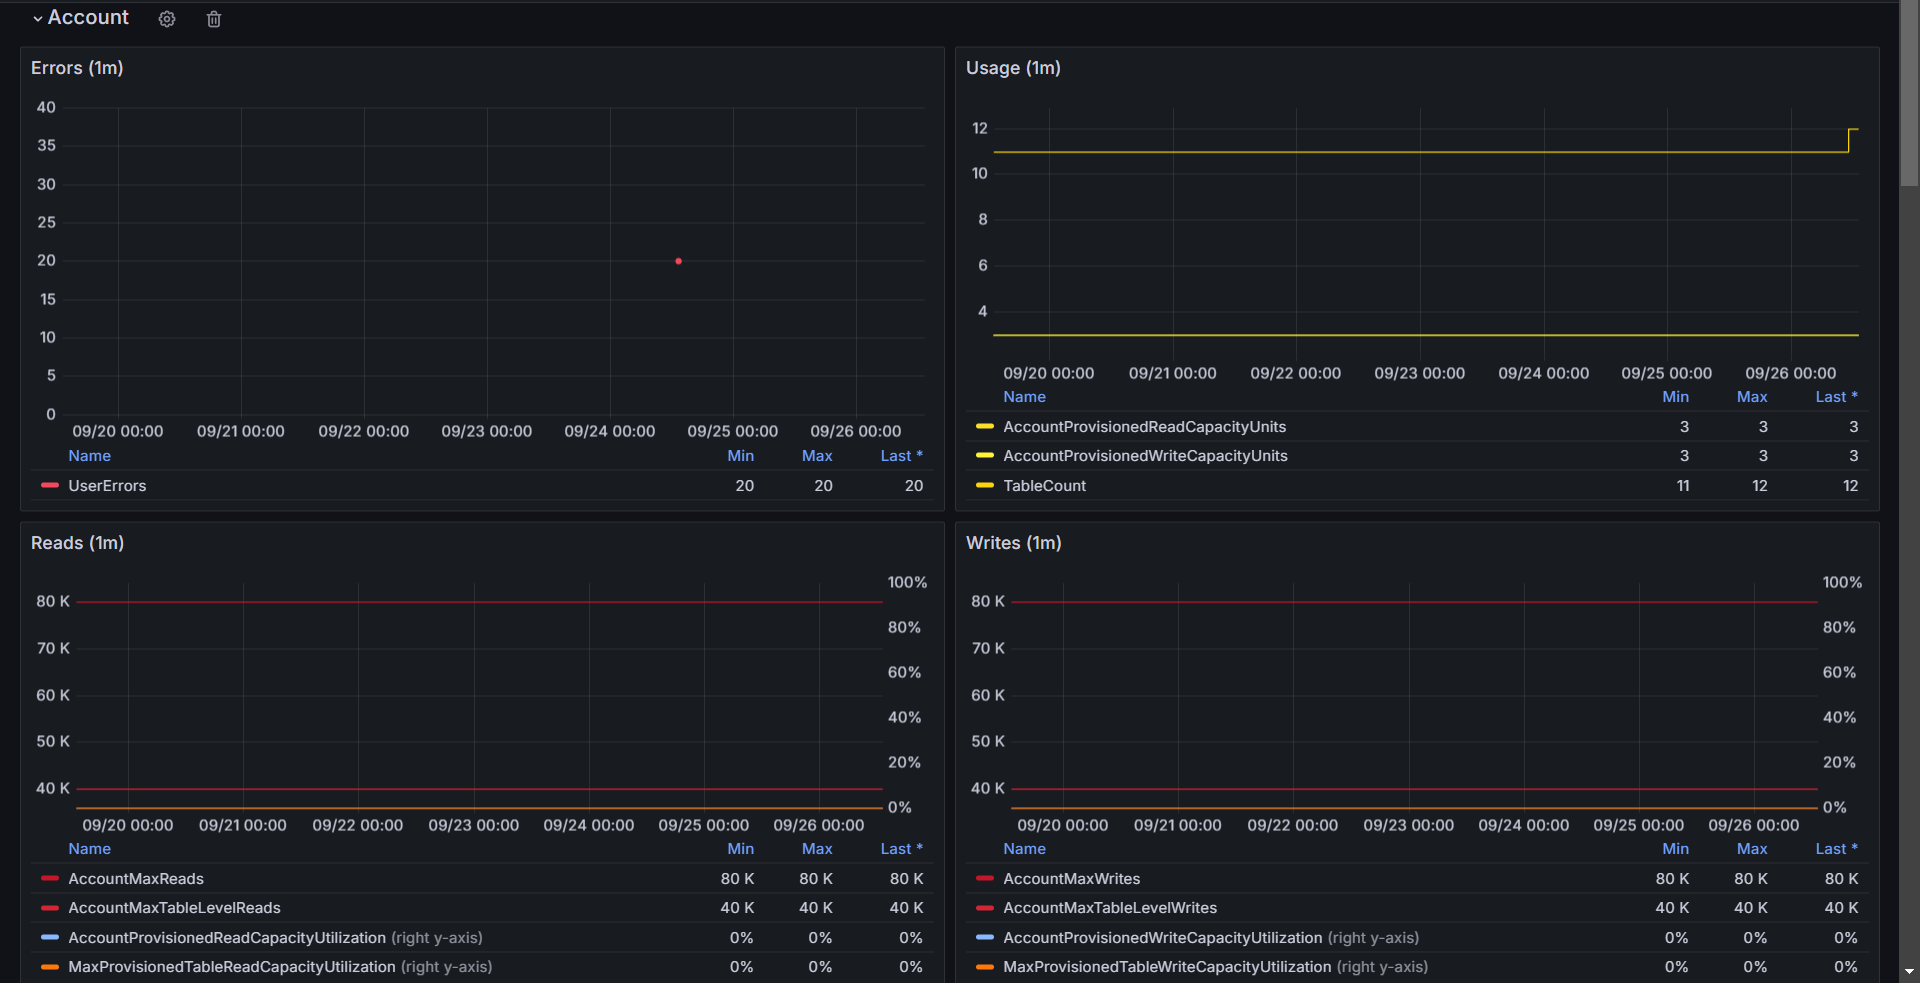 Account
Errors (1m)
40
35
30
25
20
15
10
5
0
09/20 00:00 09/21 00:00 09/22 00:00 09/23 00:00 09/24 00:00 09/25 00:00 09/26 00:00
Name Min Max Last *
UserErrors 20 20 20
Usage (1m)
12
10
8
6
4
09/20 00:00 09/21 00:00 09/22 00:00 09/23 00:00 09/24 00:00 09/25 00:00 09/26 00:00
Name Min Max Last *
AccountProvisionedReadCapacityUnits 3 3 3
AccountProvisionedWriteCapacityUnits 3 3 3
TableCount 11 12 12
Reads (1m)
100%
80 K
80%
70 K
60%
60 K
40%
50 K
20%
40 K
0%
09/20 00:00 09/21 00:00 09/22 00:00 09/23 00:00 09/24 00:00 09/25 00:00 09/26 00:00
Name Min Max Last *
AccountMaxReads 80 K 80 K 80 K
AccountMaxTableLevelReads 40 K 40 K 40 K
AccountProvisionedReadCapacityUtilization (right y-axis) 0% 0% 0%
MaxProvisionedTableReadCapacityUtilization (right y-axis) 0% 0% 0%
Writes (1m)
100%
80 K
80%
70 K
60%
60 K
40%
50 K
20%
40 K
0%
09/20 00:00 09/21 00:00 09/22 00:00 09/23 00:00 09/24 00:00 09/25 00:00 09/26 00:00
Name Min Max Last *
AccountMaxWrites 80 K 80 K 80 K
AccountMaxTableLevelWrites 40 K 40 K 40 K
AccountProvisionedWriteCapacityUtilization (right y-axis) 0% 0% 0%
MaxProvisionedTableWriteCapacityUtilization (right y-axis) 0% 0% 0%